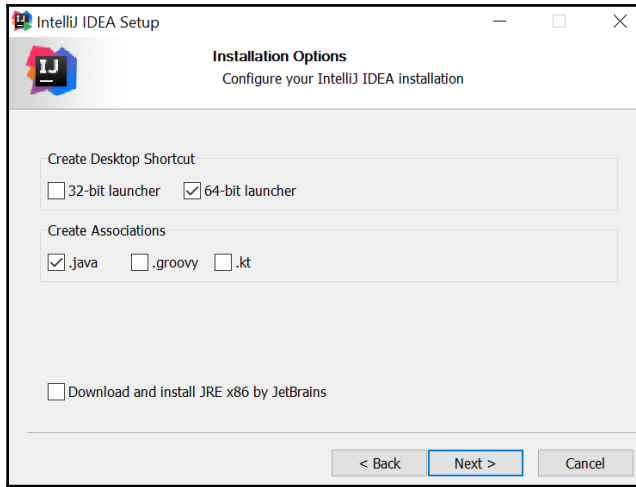 IntelliJ IDEA Setup
IJ
Installation Options
Configure your IntelliJ IDEA installation
Create Desktop Shortcut
32-bit launcher 64-bit launcher
Create Associations
.java .groovy .kt
Download and install JRE x86 by JetBrains
< Back Next > Cancel